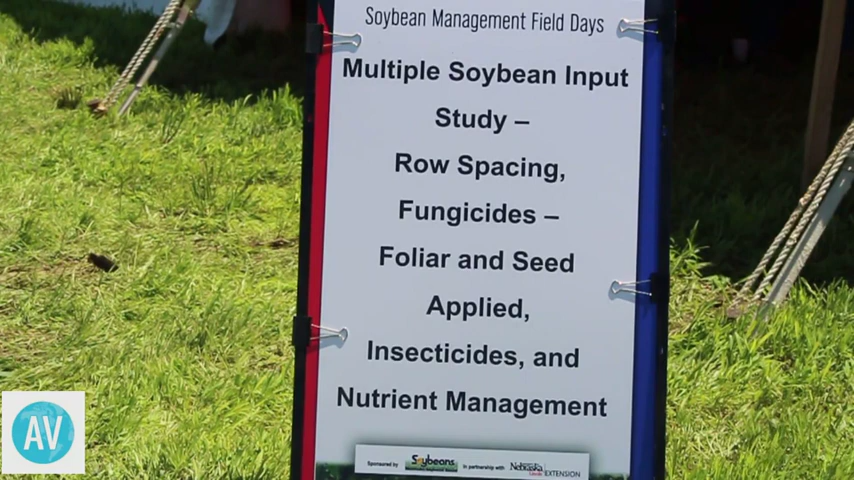 Soybean Management Field Days
Multiple Soybean Input
Study –
Row Spacing,
Fungicides –
Foliar and Seed
Applied,
Insecticides, and
Nutrient Management
Sponsored by Soybeans In partnership with Nebraska EXTENSION
AV